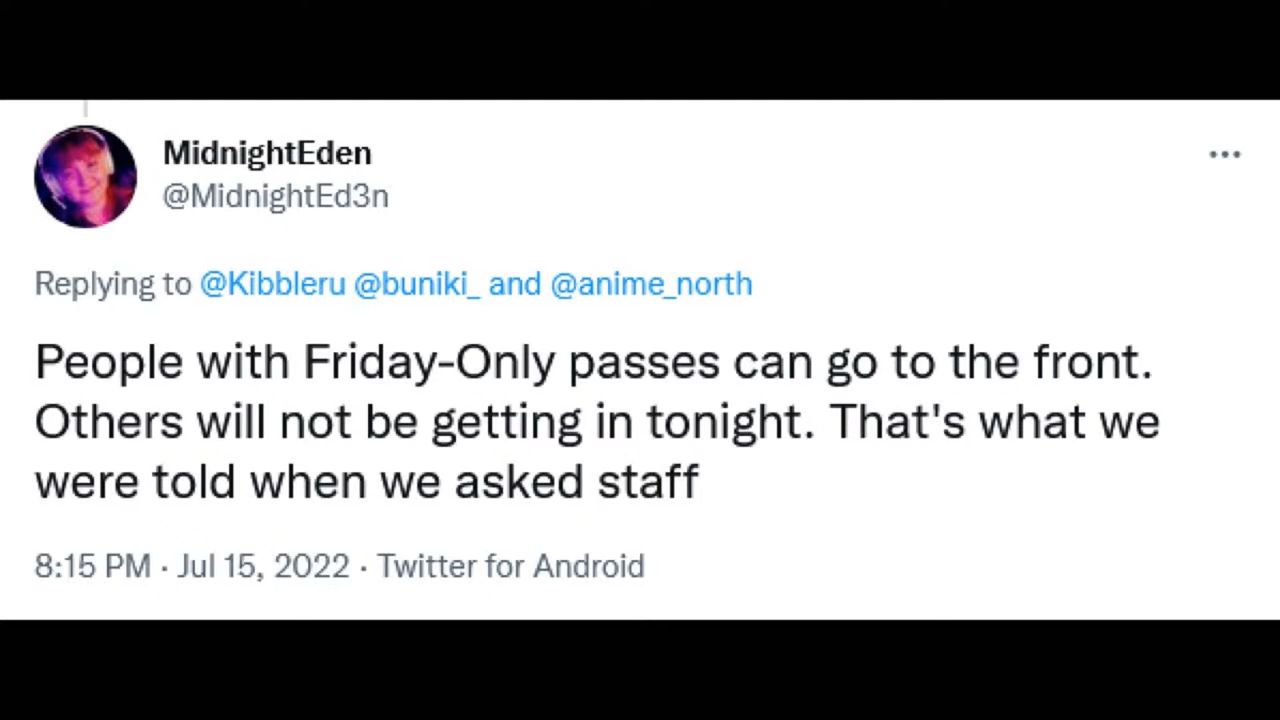 MidnightEden
@MidnightEd3n
Replying to @Kibbleru @buniki_ and @anime_north
People with Friday-Only passes can go to the front.
Others will not be getting in tonight. That's what we
were told when we asked staff
8:15 PM · Jul 15, 2022 · Twitter for Android